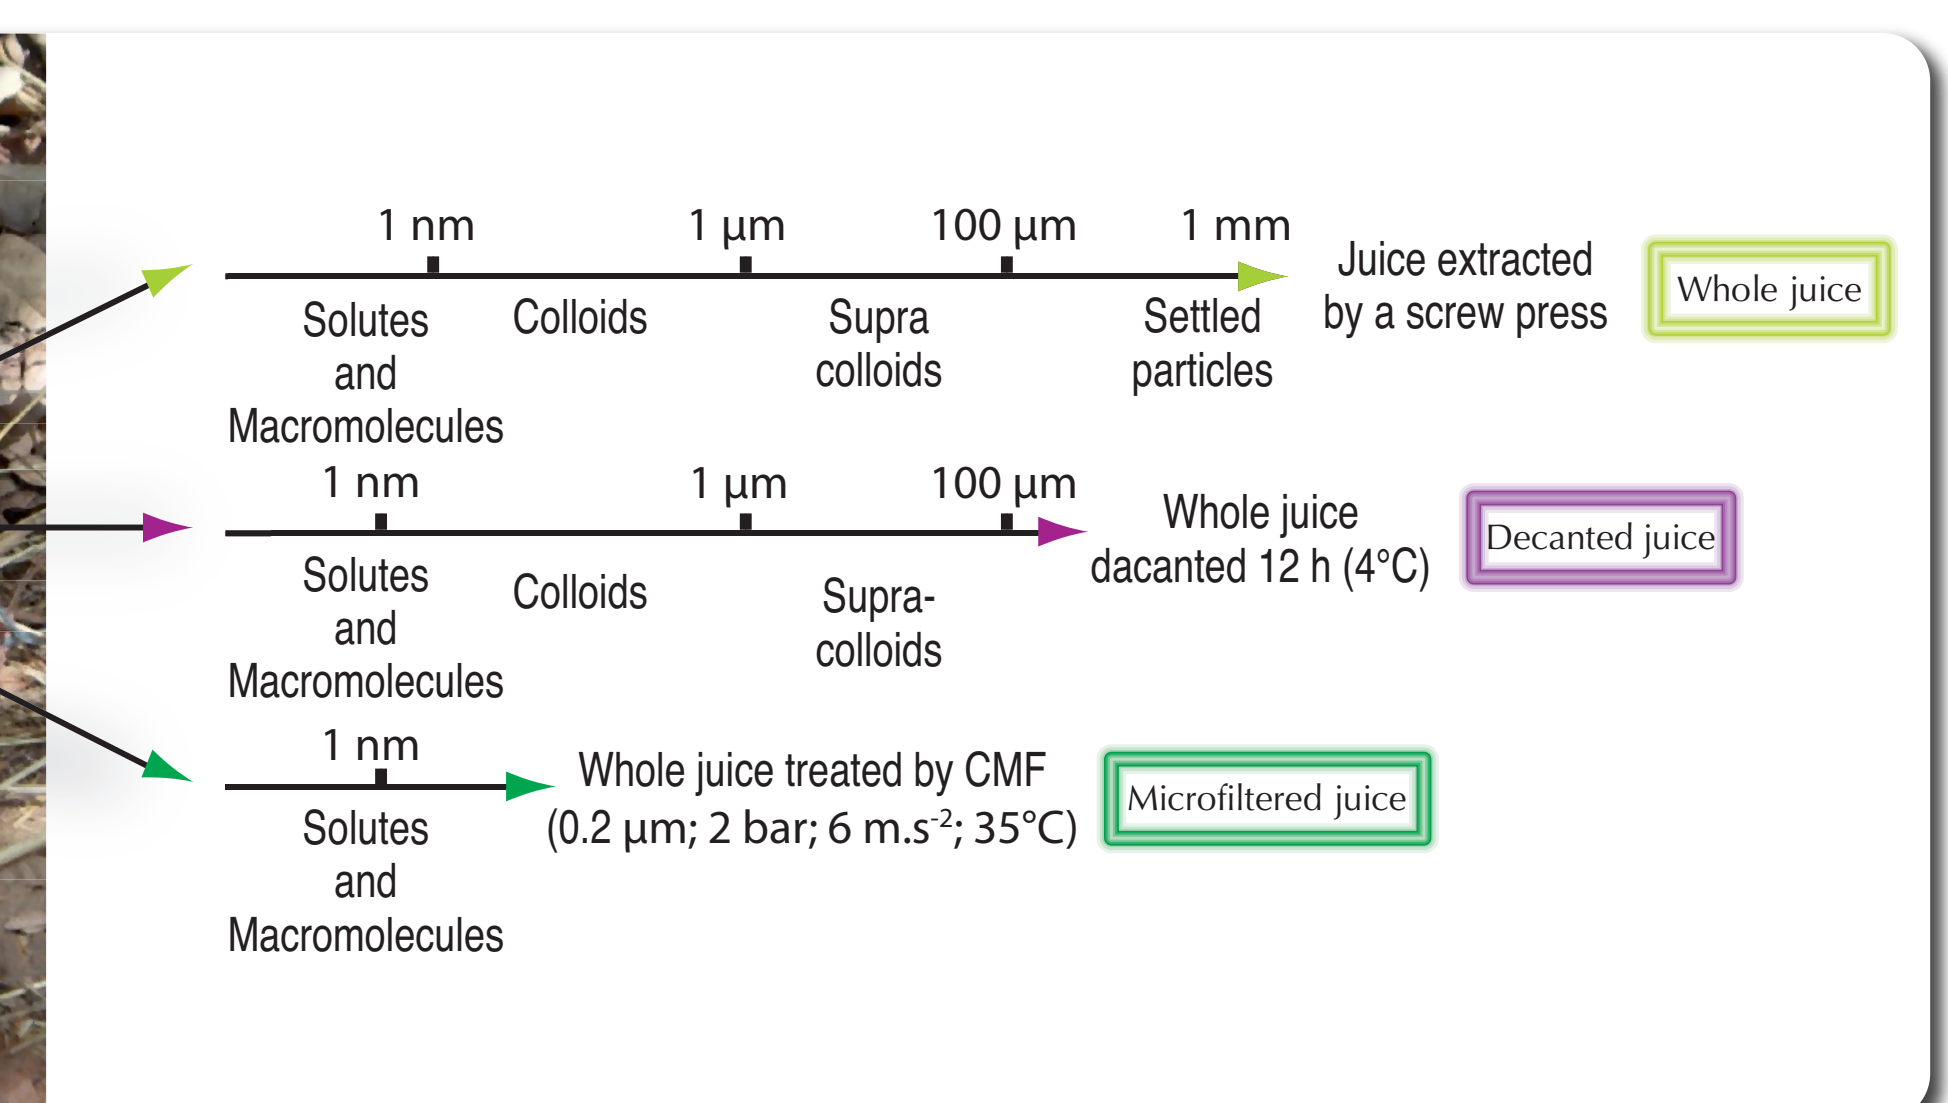 1 nm 1 µm 100 µm 1 mm
Juice extracted
by a screw press
Whole juice
Solutes
and
Macromolecules
Colloids
Supra
colloids
Settled
particles
1 nm 1 µm 100 µm
Whole juice
dacanted 12 h (4°C)
Decanted juice
Solutes
and
Macromolecules
Colloids
Supra-
colloids
1 nm
Whole juice treated by CMF
(0.2 µm; 2 bar; 6 m.s-2; 35°C)
Microfiltered juice
Solutes
and
Macromolecules